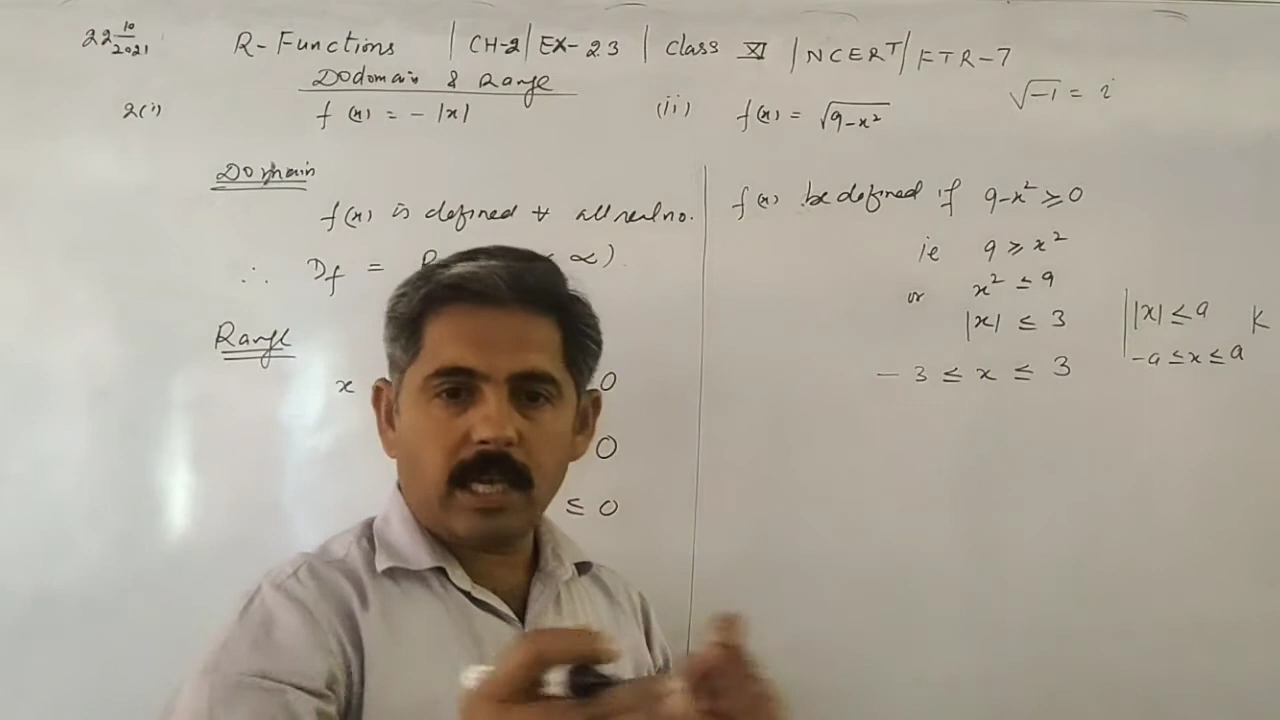 22 10/2021 R-Functions | CH-2 | EX-2.3 | Class XI | NCERT | FTR-7
DOdomain & Range
√-1 = i
2(i) f(x) = -|x| (ii) f(x) = √9-x²
Domain
f(x) is defined ∀ all real no.
∴ Df = R ∝)
Range
x 0
0
≤ 0
f(x) be defined if 9-x² ≥ 0
ie 9 ≥ x²
or x² ≤ 9
|x| ≤ 3
-3 ≤ x ≤ 3
|x| ≤ a K
-a ≤ x ≤ a